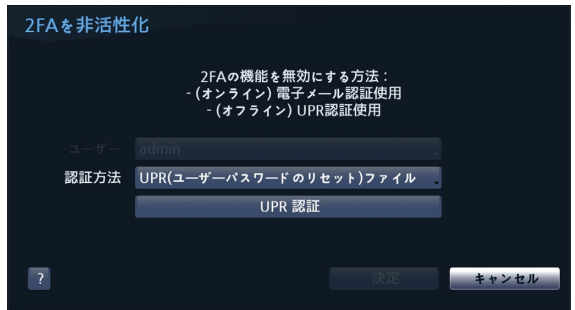 2FAを非活性化
2FAの機能を無効にする方法：
- (オンライン) 電子メール認証使用
- (オフライン) UPR認証使用
ユーザー admin
認証方法 UPR(ユーザーパスワードのリセット)ファイル
UPR 認証
? 決定 キャンセル